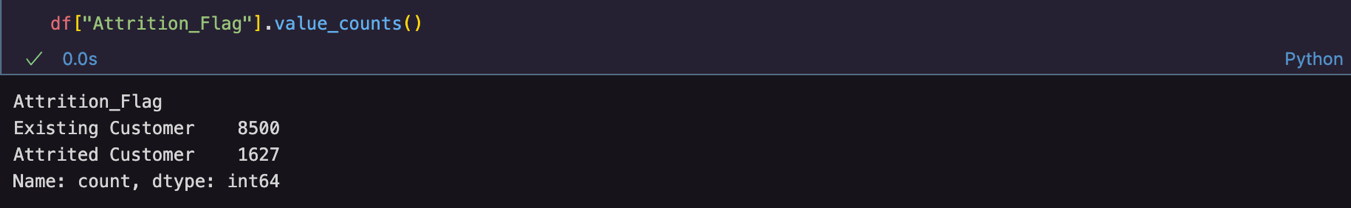 df["Attrition_Flag"].value_counts()
✓ 0.0s Python
Attrition_Flag
Existing Customer    8500
Attrited Customer    1627
Name: count, dtype: int64